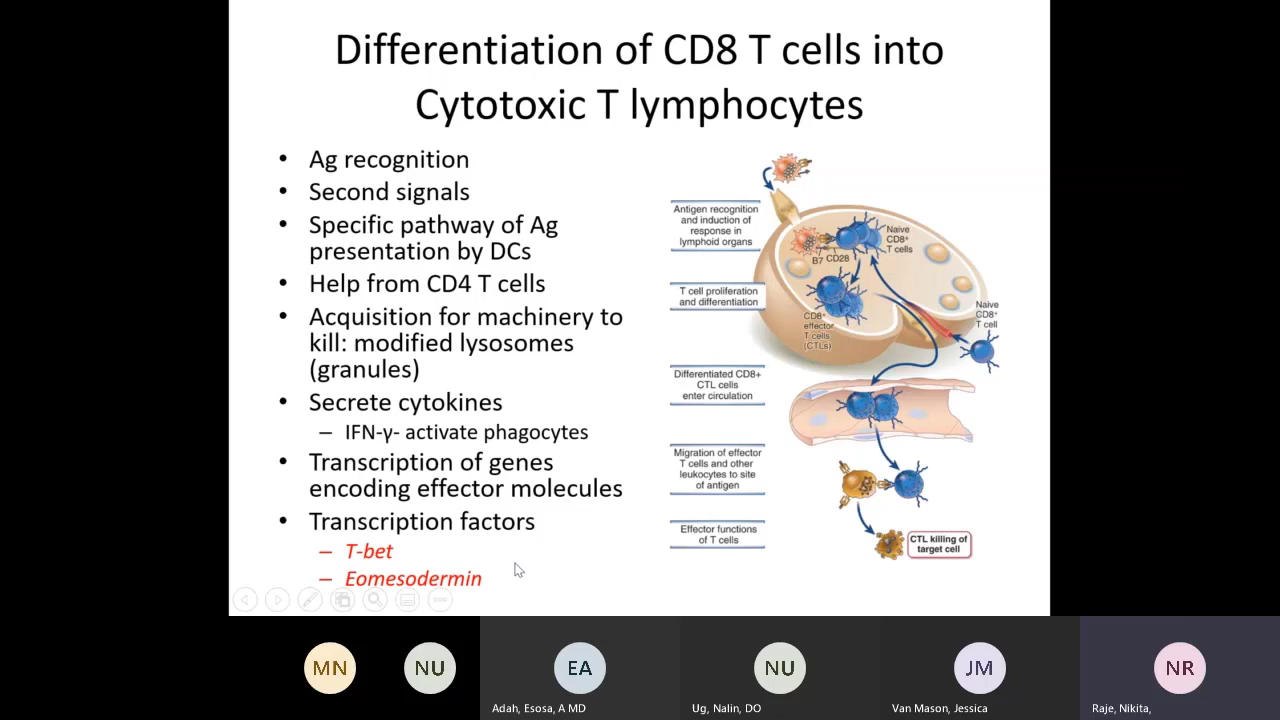 Differentiation of CD8 T cells into
Cytotoxic T lymphocytes
• Ag recognition
• Second signals
• Specific pathway of Ag
presentation by DCs
• Help from CD4 T cells
• Acquisition for machinery to
kill: modified lysosomes
(granules)
• Secrete cytokines
– IFN-γ- activate phagocytes
• Transcription of genes
encoding effector molecules
• Transcription factors
– T-bet
– Eomesodermin
Antigen recognition
and induction of
response in
lymphoid organs
B7 CD28
Naive
CD8+
T cells
T cell proliferation
and differentiation
CD8+
effector
T cells
(CTLs)
Naive
CD8+
T cell
Differentiated CD8+
CTL cells
enter circulation
Migration of effector
T cells and other
leukocytes to site
of antigen
Effector functions
of T cells
CTL killing of
target cell
MN
NU
EA
NU
JM
NR
Adah, Esosa, A MD
Ug, Nalin, DO
Van Mason, Jessica
Raje, Nikita,